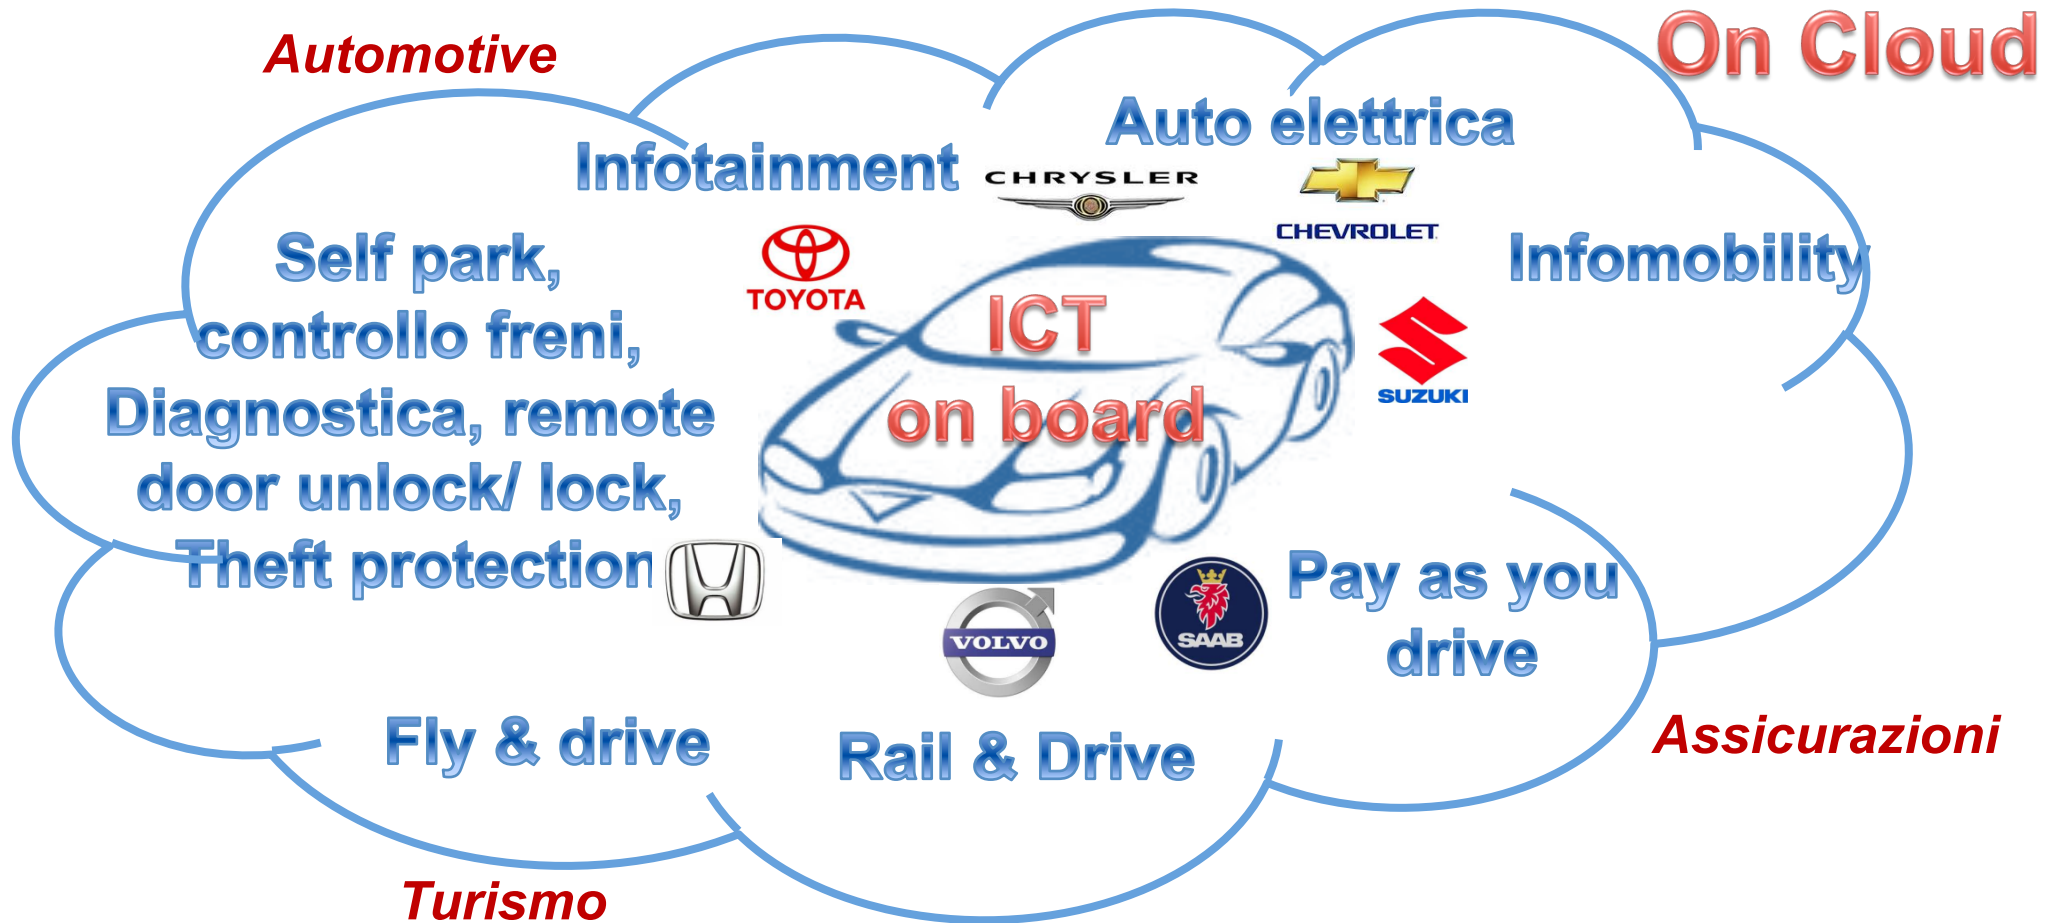 Automotive
On Cloud
Auto elettrica
Infotainment
CHRYSLER
CHEVROLET
Self park,
controllo freni,
Diagnostica, remote
door unlock/ lock,
Theft protection
TOYOTA
Infomobility
ICT
on board
SUZUKI
VOLVO
SAAB
Pay as you
drive
Fly & drive
Rail & Drive
Assicurazioni
Turismo